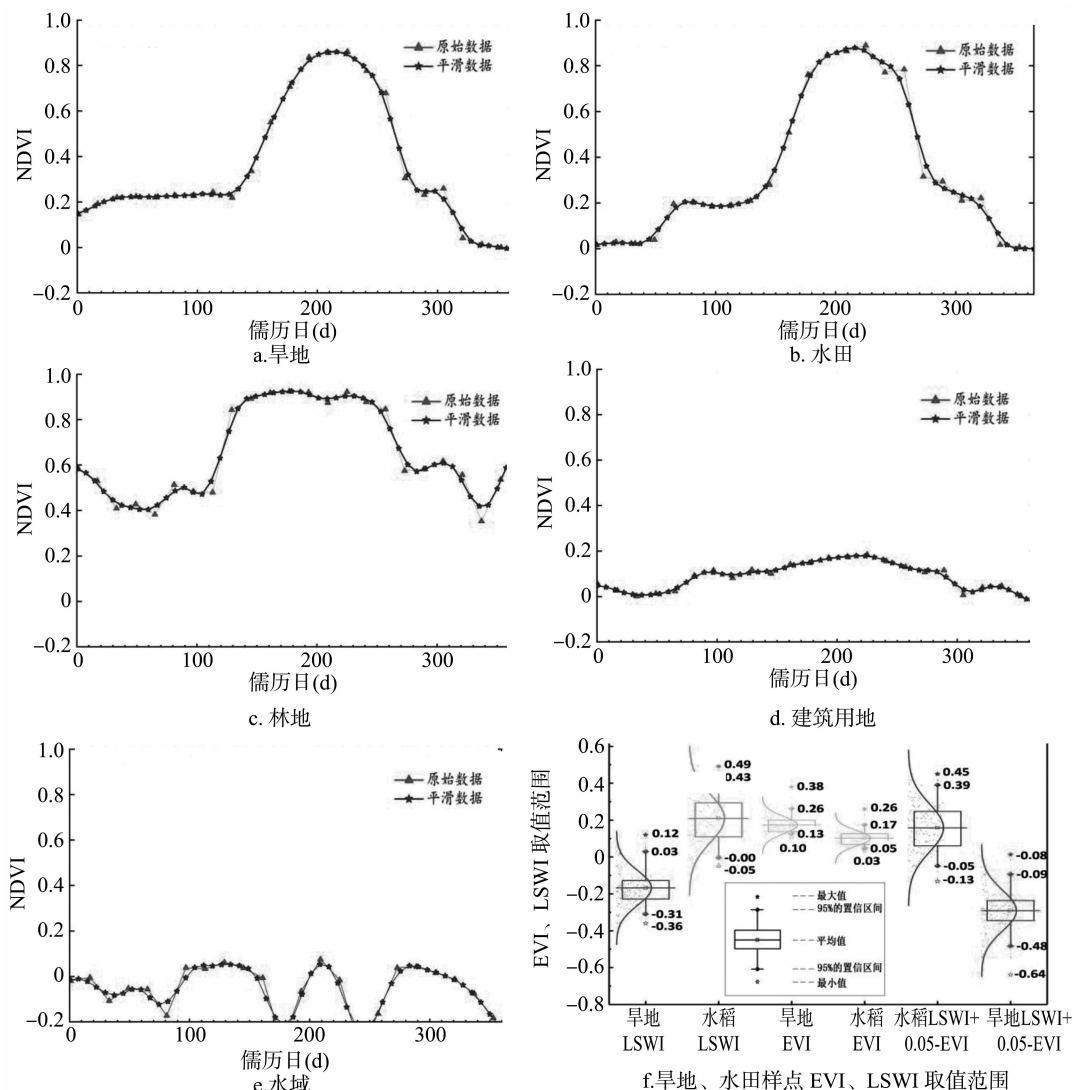 1.0
0.8
0.6
0.4
0.2
0
−0.2
NDVI
原始数据
平滑数据
0 100 200 300
儒历日(d)
a.旱地
1.0
0.8
0.6
0.4
0.2
0
−0.2
NDVI
原始数据
平滑数据
0 100 200 300
儒历日(d)
b. 水田
1.0
0.8
0.6
0.4
0.2
0
−0.2
NDVI
原始数据
平滑数据
0 100 200 300
儒历日(d)
c. 林地
1.0
0.8
0.6
0.4
0.2
0
−0.2
NDVI
原始数据
平滑数据
0 100 200 300
儒历日(d)
d. 建筑用地
1.0
0.8
0.6
0.4
0.2
0
−0.2
NDVI
原始数据
平滑数据
0 100 200 300
儒历日(d)
e.水域
0.6
0.4
0.2
0
−0.2
−0.4
−0.6
−0.8
EVI、LSWI 取值范围
0.12
0.03
-0.31
-0.36
0.49
0.43
-0.00
-0.05
0.38
0.26
0.13
0.10
0.26
0.17
0.05
0.03
0.45
0.39
-0.05
-0.13
-0.08
-0.09
-0.48
-0.64
最大值
95%的置信区间
平均值
95%的置信区间
最小值
旱地 水稻 旱地 水稻 水稻LSWI+ 旱地LSWI+
LSWI LSWI EVI EVI 0.05-EVI 0.05-EVI
f.旱地、水田样点 EVI、LSWI 取值范围